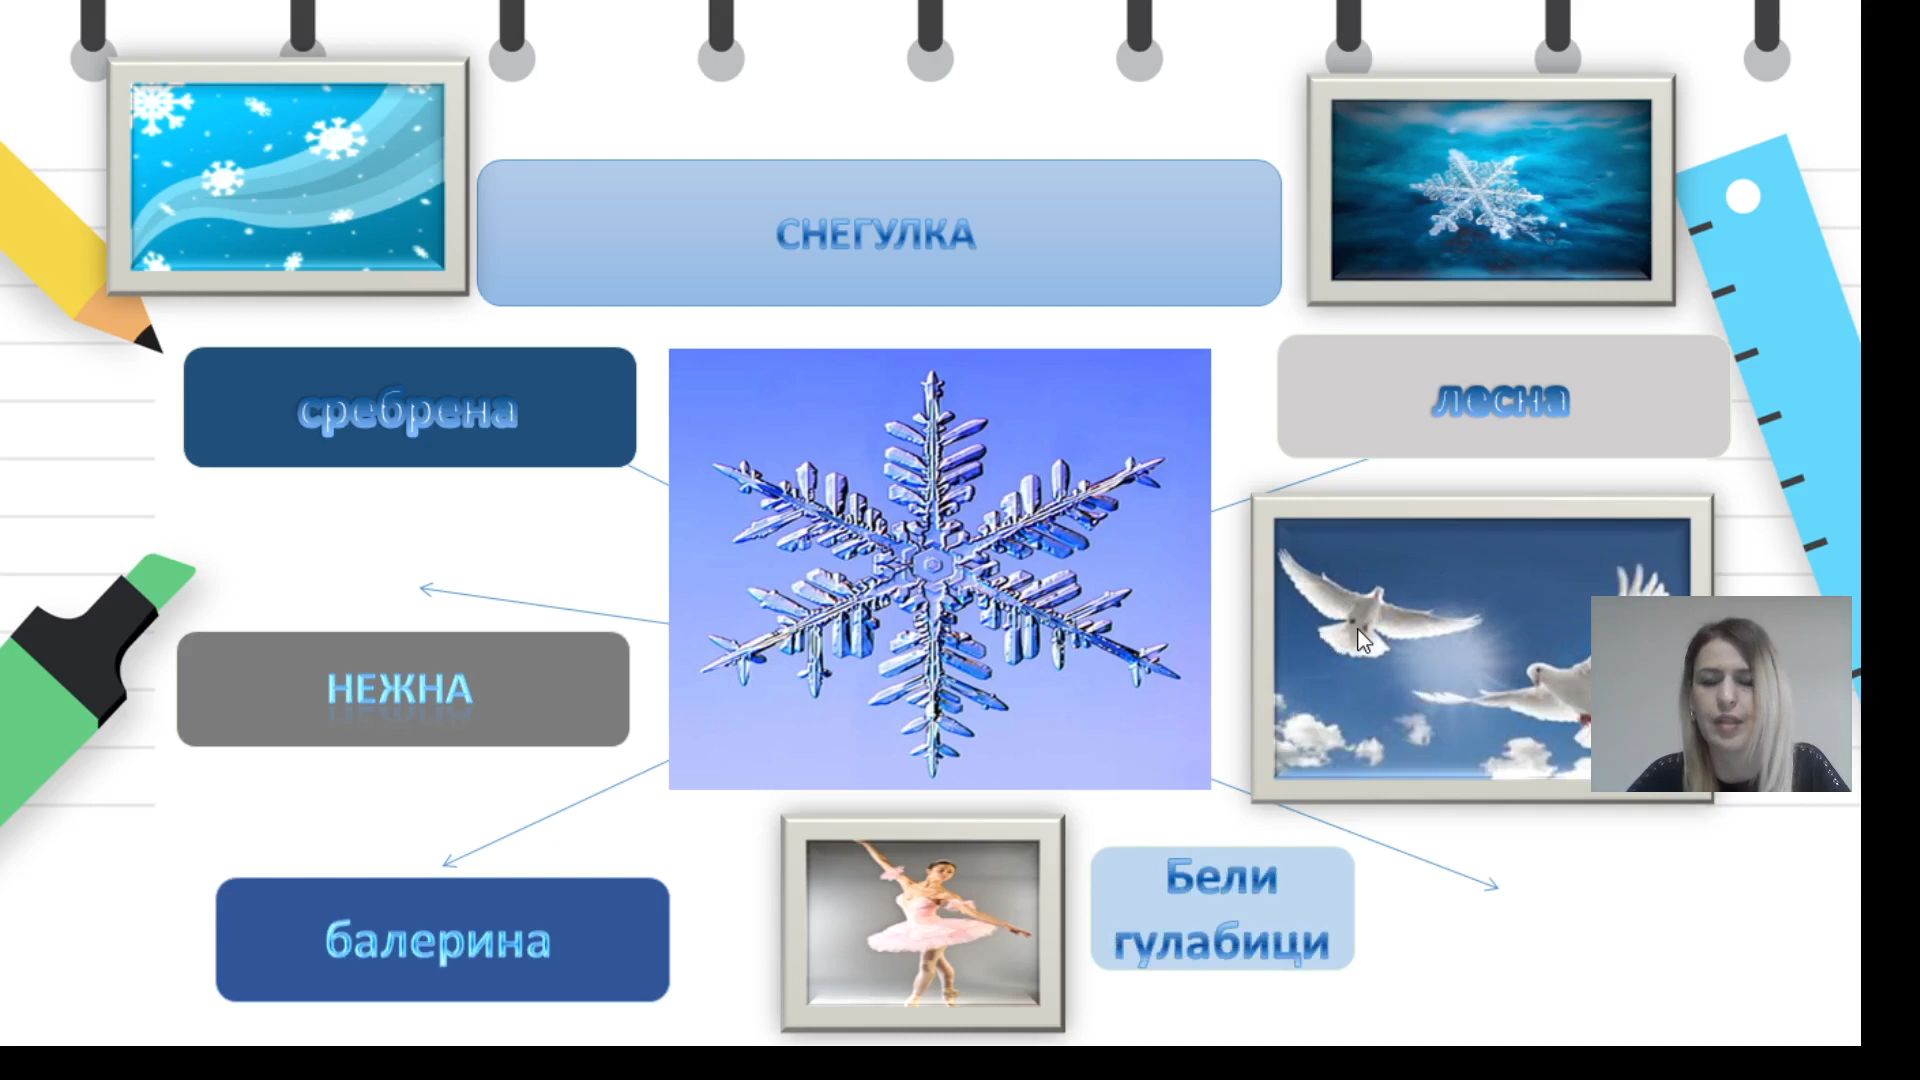 СНЕГУЛКА
сребрена
лесна
НЕЖНА
балерина
Бели
гулабици